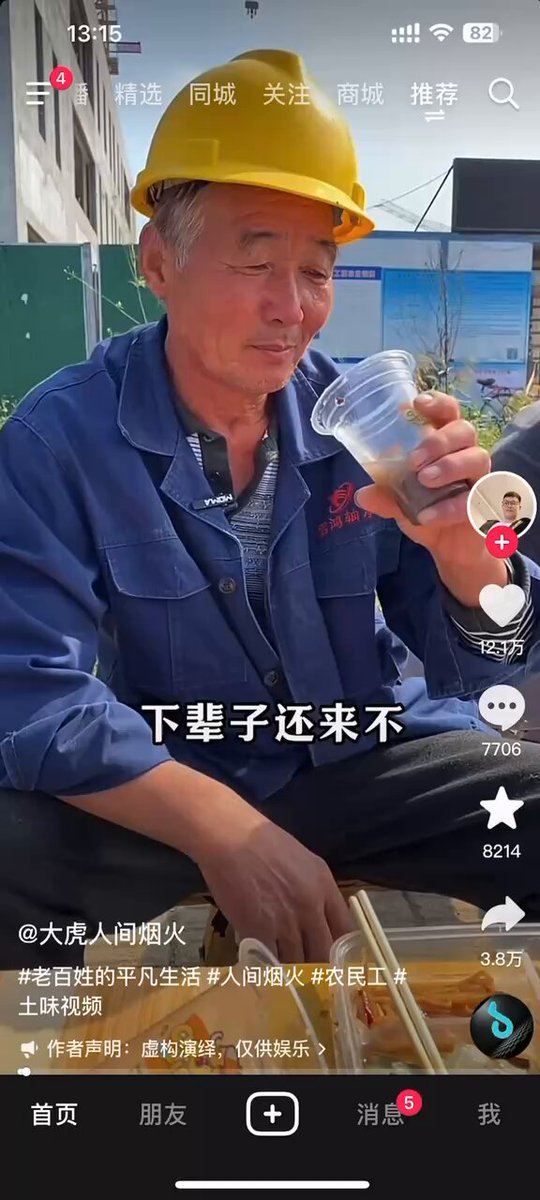 13:15
82
4
播 精选 同城 关注 商城 推荐
MOMA
12.1万
下辈子还来不
7706
8214
@大虎人间烟火
3.8万
#老百姓的平凡生活 #人间烟火 #农民工 #
土味视频
作者声明：虚构演绎，仅供娱乐
首页 朋友 消息 5 我